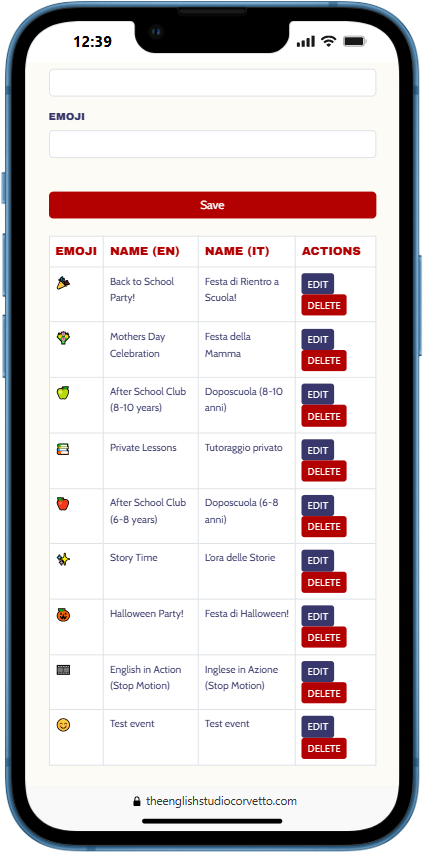 12:39
EMOJI
Save
EMOJI NAME (EN) NAME (IT) ACTIONS
Back to School Festa di Rientro a EDIT
Party! Scuola! DELETE
Mothers Day Festa della EDIT
Celebration Mamma DELETE
After School Club Doposcuola (8-10 EDIT
(8-10 years) anni) DELETE
Private Lessons Tutoraggio privato EDIT
DELETE
After School Club Doposcuola (6-8 EDIT
(6-8 years) anni) DELETE
Story Time L'ora delle Storie EDIT
DELETE
Halloween Party! Festa di Halloween! EDIT
DELETE
English in Action Inglese in Azione EDIT
(Stop Motion) (Stop Motion) DELETE
Test event Test event EDIT
DELETE
theenglishstudiocorvetto.com